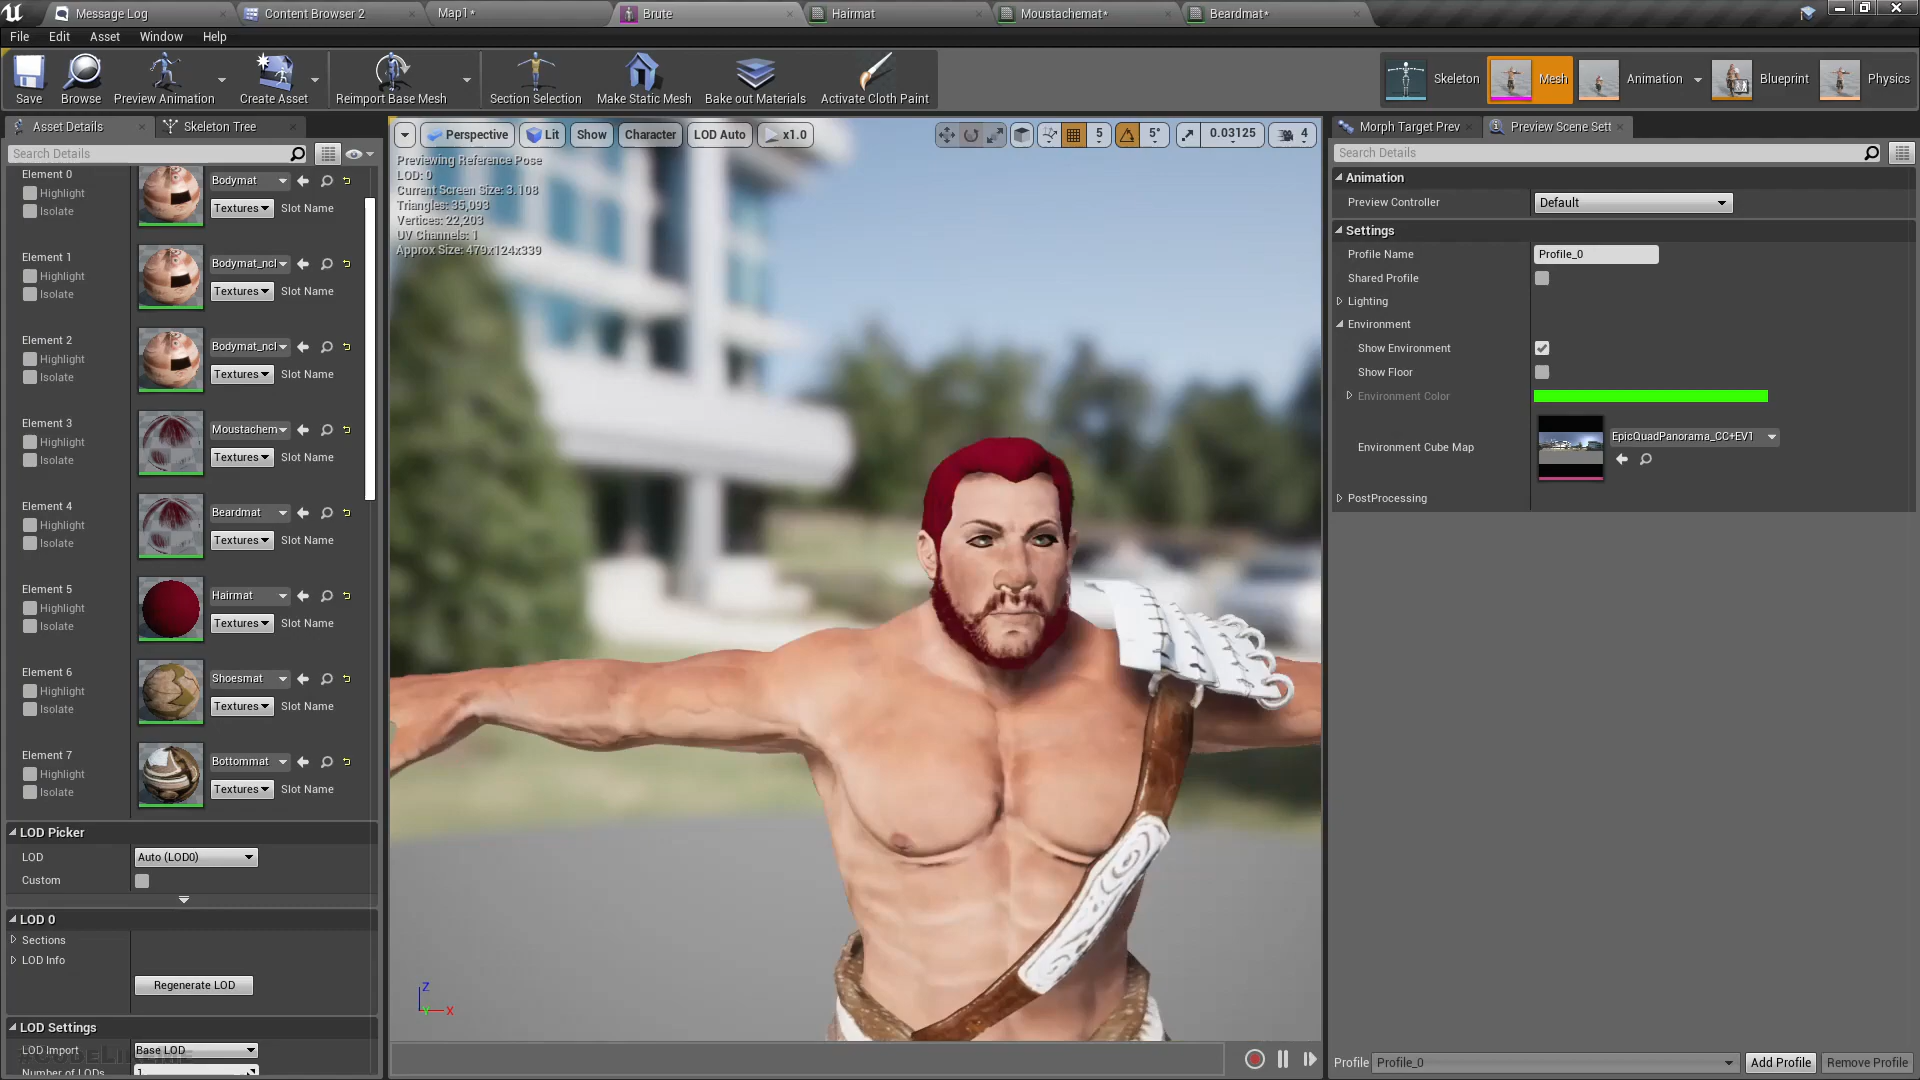 Message Log
Content Browser 2
Map1*
Brute
Hairmat
Moustachemat*
Beardmat*
File Edit Asset Window Help
Save
Browse
Preview Animation
Create Asset
Reimport Base Mesh
Section Selection
Make Static Mesh
Bake out Materials
Activate Cloth Paint
Skeleton
Mesh
Animation
Blueprint
Physics
Asset Details
Skeleton Tree
Search Details
Element 0
Highlight
Isolate
Bodymat
Textures
Slot Name
Element 1
Highlight
Isolate
Bodymat_ncl
Textures
Slot Name
Element 2
Highlight
Isolate
Bodymat_ncl
Textures
Slot Name
Element 3
Highlight
Isolate
Moustachem
Textures
Slot Name
Element 4
Highlight
Isolate
Beardmat
Textures
Slot Name
Element 5
Highlight
Isolate
Hairmat
Textures
Slot Name
Element 6
Highlight
Isolate
Shoesmat
Textures
Slot Name
Element 7
Highlight
Isolate
Bottommat
Textures
Slot Name
LOD Picker
LOD
Auto (LOD0)
Custom
LOD 0
Sections
LOD Info
Regenerate LOD
LOD Settings
LOD Import
Base LOD
Number of LODs
1
Perspective
Lit
Show
Character
LOD Auto
x1.0
5
5°
0.03125
4
Previewing Reference Pose
LOD: 0
Current Screen Size: 3.108
Triangles: 35,093
Vertices: 22,203
UV Channels: 1
Approx Size: 479x124x339
Z
Y
X
Morph Target Prev
Preview Scene Sett
Search Details
Animation
Preview Controller
Default
Settings
Profile Name
Profile_0
Shared Profile
Lighting
Environment
Show Environment
Show Floor
Environment Color
Environment Cube Map
EpicQuadPanorama_CC+EV1
PostProcessing
Profile
Profile_0
Add Profile
Remove Profile